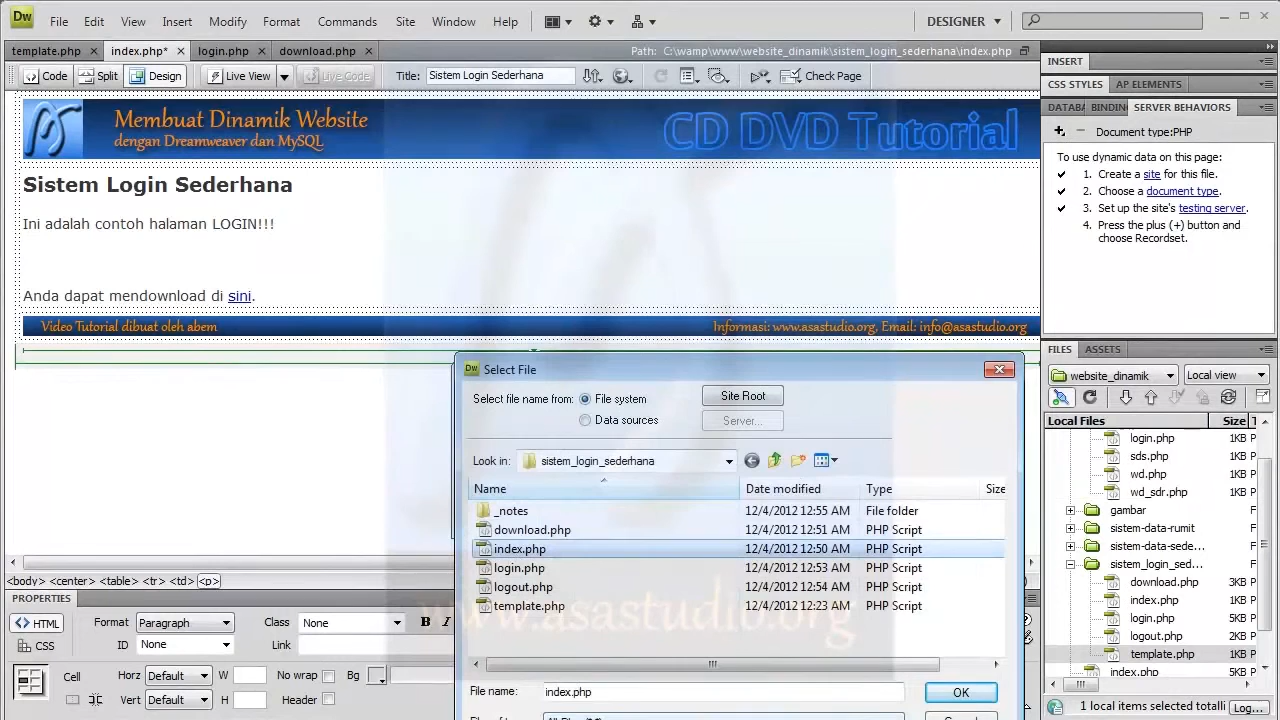 Dw File Edit View Insert Modify Format Commands Site Window Help DESIGNER
template.php index.php* login.php download.php Path: C:\wamp\www\website_dinamik\sistem_login_sederhana\index.php
Code Split Design Live View Live Code Title: Sistem Login Sederhana Check Page
Membuat Dinamik Website
dengan Dreamweaver dan MySQL
CD DVD Tutorial
Sistem Login Sederhana
Ini adalah contoh halaman LOGIN!!!
Anda dapat mendownload di sini.
Video Tutorial dibuat oleh abem Informasi: www.asastudio.org, Email: info@asastudio.org
INSERT
CSS STYLES AP ELEMENTS
DATABA BINDING SERVER BEHAVIORS
Document type:PHP
To use dynamic data on this page:
1. Create a site for this file.
2. Choose a document type.
3. Set up the site's testing server.
4. Press the plus (+) button and
choose Recordset.
FILES ASSETS
website_dinamik Local view
Local Files Size T
login.php 1KB P
sds.php 1KB P
wd.php 1KB P
wd_sdr.php 1KB P
gambar F
sistem-data-rumit F
sistem-data-sede... F
sistem_login_sed... F
download.php 3KB P
index.php 1KB P
login.php 5KB P
logout.php 2KB P
template.php 1KB P
index.php 5KB P
1 local items selected totalli Log...
Dw Select File
Select file name from: File system Site Root
Data sources Server...
Look in: sistem_login_sederhana
Name Date modified Type Size
_notes 12/4/2012 12:55 AM File folder
download.php 12/4/2012 12:51 AM PHP Script
index.php 12/4/2012 12:50 AM PHP Script
login.php 12/4/2012 12:53 AM PHP Script
logout.php 12/4/2012 12:54 AM PHP Script
template.php 12/4/2012 12:23 AM PHP Script
www.asastudio.org
File name: index.php OK
<body> <center> <table> <tr> <td> <p>
PROPERTIES
HTML Format Paragraph Class None B I
CSS ID None Link
Cell Horz Default W No wrap Bg
Vert Default H Header